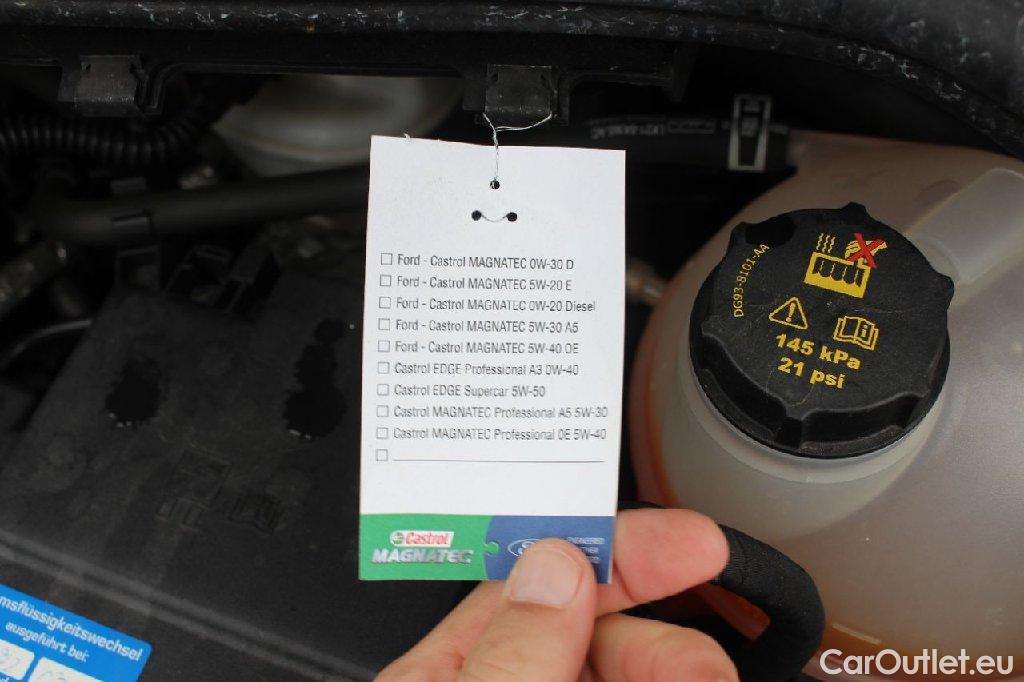 Ford - Castrol MAGNATEC 0W-30 D
Ford - Castrol MAGNATEC 5W-20 E
Ford - Castrol MAGNATEC 0W-20 Diesel
Ford - Castrol MAGNATEC 5W-30 A5
Ford - Castrol MAGNATEC 5W-40 OE
Castrol EDGE Professional A3 0W-40
Castrol EDGE Supercar 5W-50
Castrol MAGNATEC Professional A5 5W-30
Castrol MAGNATEC Professional OE 5W-40
Castrol
MAGNATEC
DG93-8101-AA
145 kPa
21 psi
msflüssigkeitswechsel
ausgeführt bei:
CarOutlet.eu